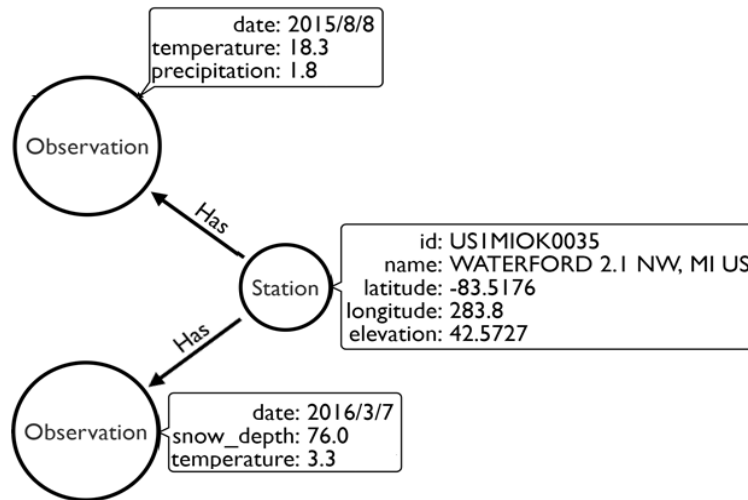 date: 2015/8/8
temperature: 18.3
precipitation: 1.8
Observation
Has
id: US1MIOK0035
name: WATERFORD 2.1 NW, MI US
Station
latitude: -83.5176
longitude: 283.8
elevation: 42.5727
Has
date: 2016/3/7
Observation
snow_depth: 76.0
temperature: 3.3